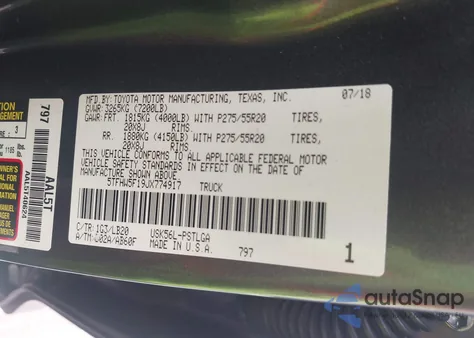 MFD.BY: TOYOTA MOTOR MANUFACTURING, TEXAS, INC. 07/18
GVWR: 3265KG (7200LB)
GAWR: FRT. 1815KG (4000LB) WITH P275/55R20 TIRES,
20X8J RIMS.
RR. 1880KG (4150LB) WITH P275/55R20 TIRES,
20X8J RIMS.
THIS VEHICLE CONFORMS TO ALL APPLICABLE FEDERAL MOTOR
VEHICLE SAFETY STANDARDS IN EFFECT ON THE DATE OF
MANUFACTURE SHOWN ABOVE.
5TFHW5F19JX774917 TRUCK
C/TR: 1G3/LB20 USK56L-PSTLGA
A/TM: C02A/AB60F MADE IN U.S.A. 797 1
797
AAL5T
3
autoSnap